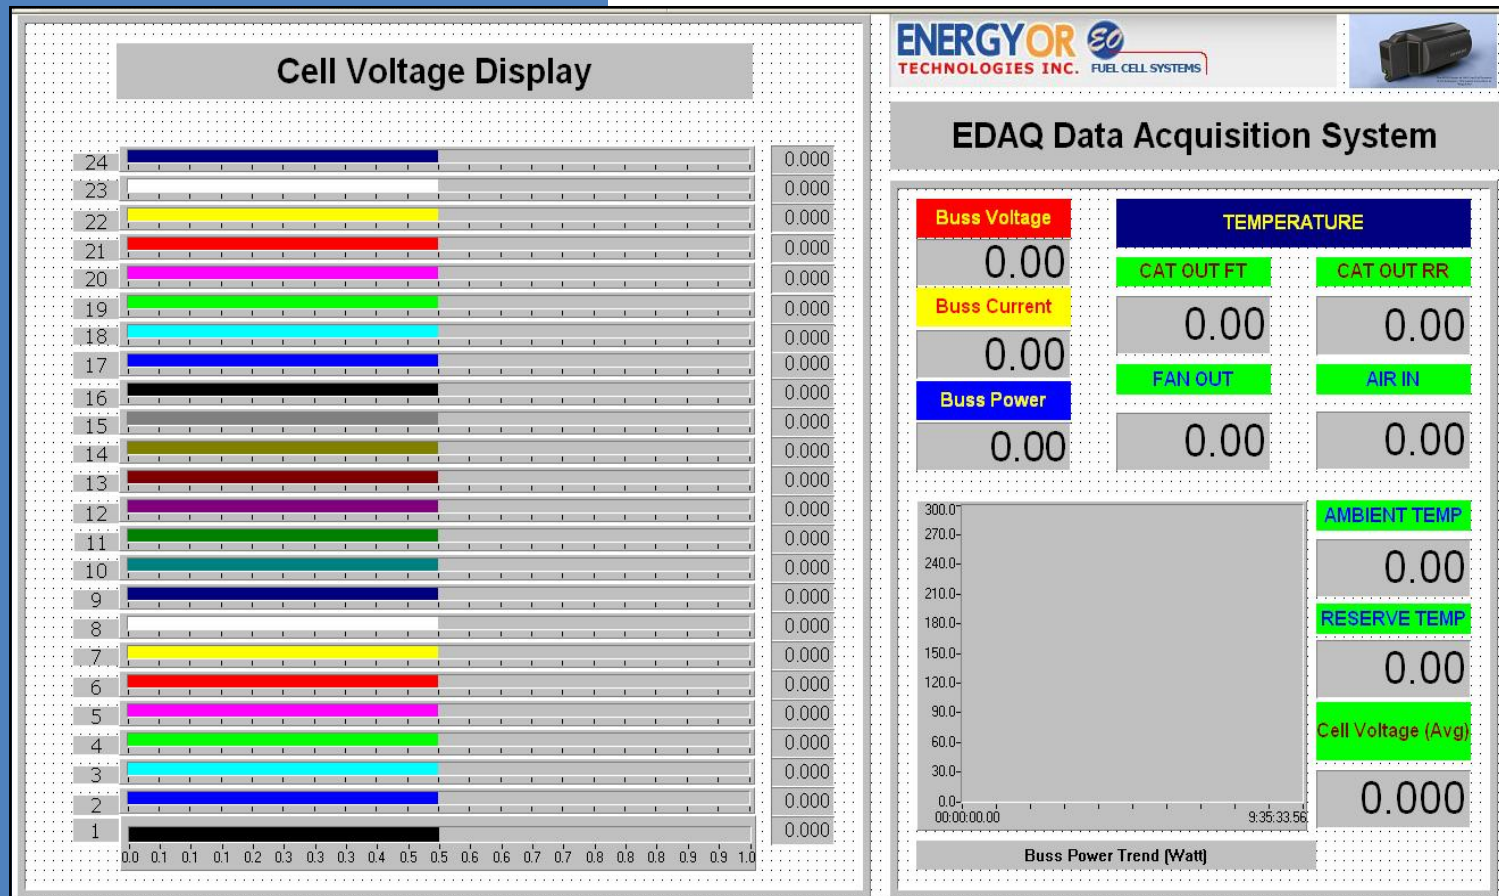 Cell Voltage Display
24 0.000
23 0.000
22 0.000
21 0.000
20 0.000
19 0.000
18 0.000
17 0.000
16 0.000
15 0.000
14 0.000
13 0.000
12 0.000
11 0.000
10 0.000
9 0.000
8 0.000
7 0.000
6 0.000
5 0.000
4 0.000
3 0.000
2 0.000
1 0.000
0.0 0.1 0.1 0.1 0.2 0.3 0.3 0.3 0.4 0.5 0.5 0.6 0.6 0.7 0.7 0.8 0.8 0.8 0.9 0.9 1.0
ENERGYOR EO
TECHNOLOGIES INC. FUEL CELL SYSTEMS
EDAQ Data Acquisition System
Buss Voltage
0.00
Buss Current
0.00
Buss Power
0.00
TEMPERATURE
CAT OUT FT CAT OUT RR
0.00 0.00
FAN OUT AIR IN
0.00 0.00
300.0
270.0
240.0
210.0
180.0
150.0
120.0
90.0
60.0
30.0
0.0
00:00:00.00 9:35:33.56
Buss Power Trend (Watt)
AMBIENT TEMP
0.00
RESERVE TEMP
0.00
Cell Voltage (Avg)
0.000